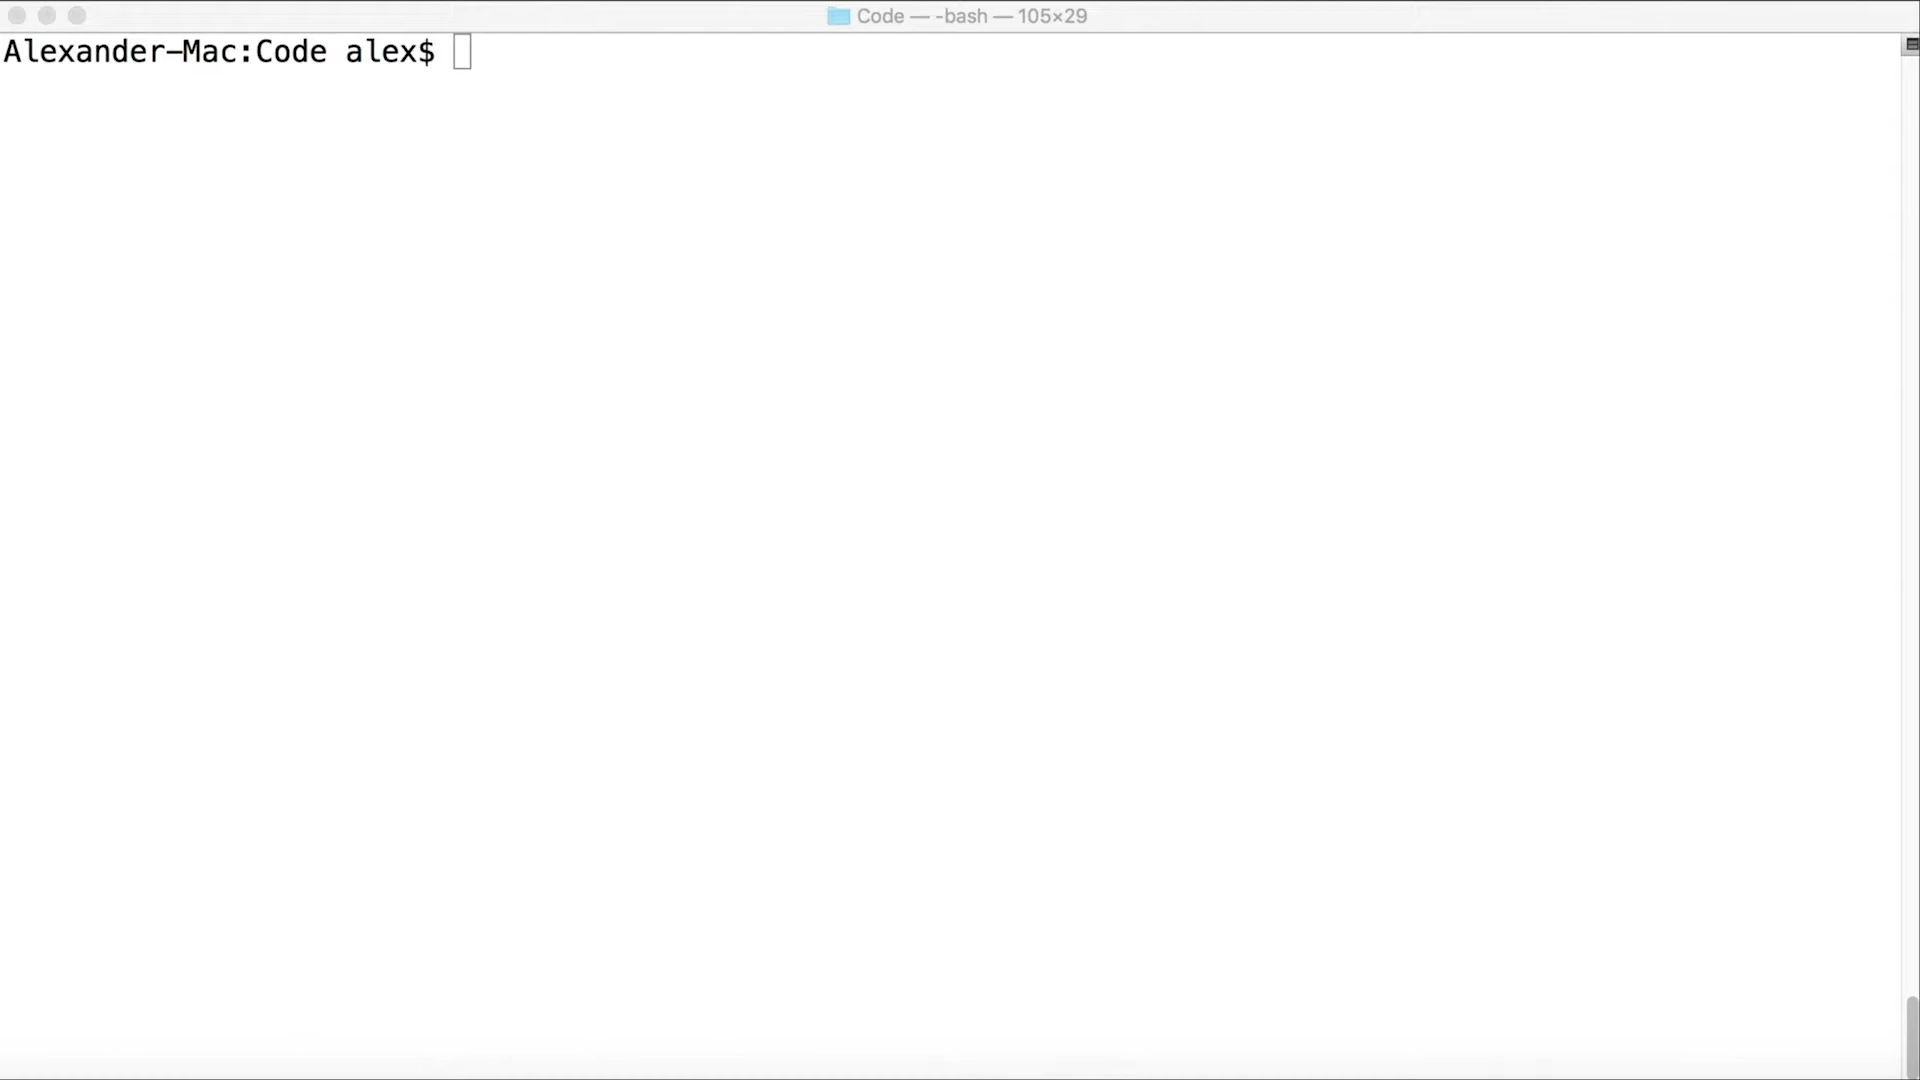 Code — -bash — 105×29
Alexander-Mac:Code alex$